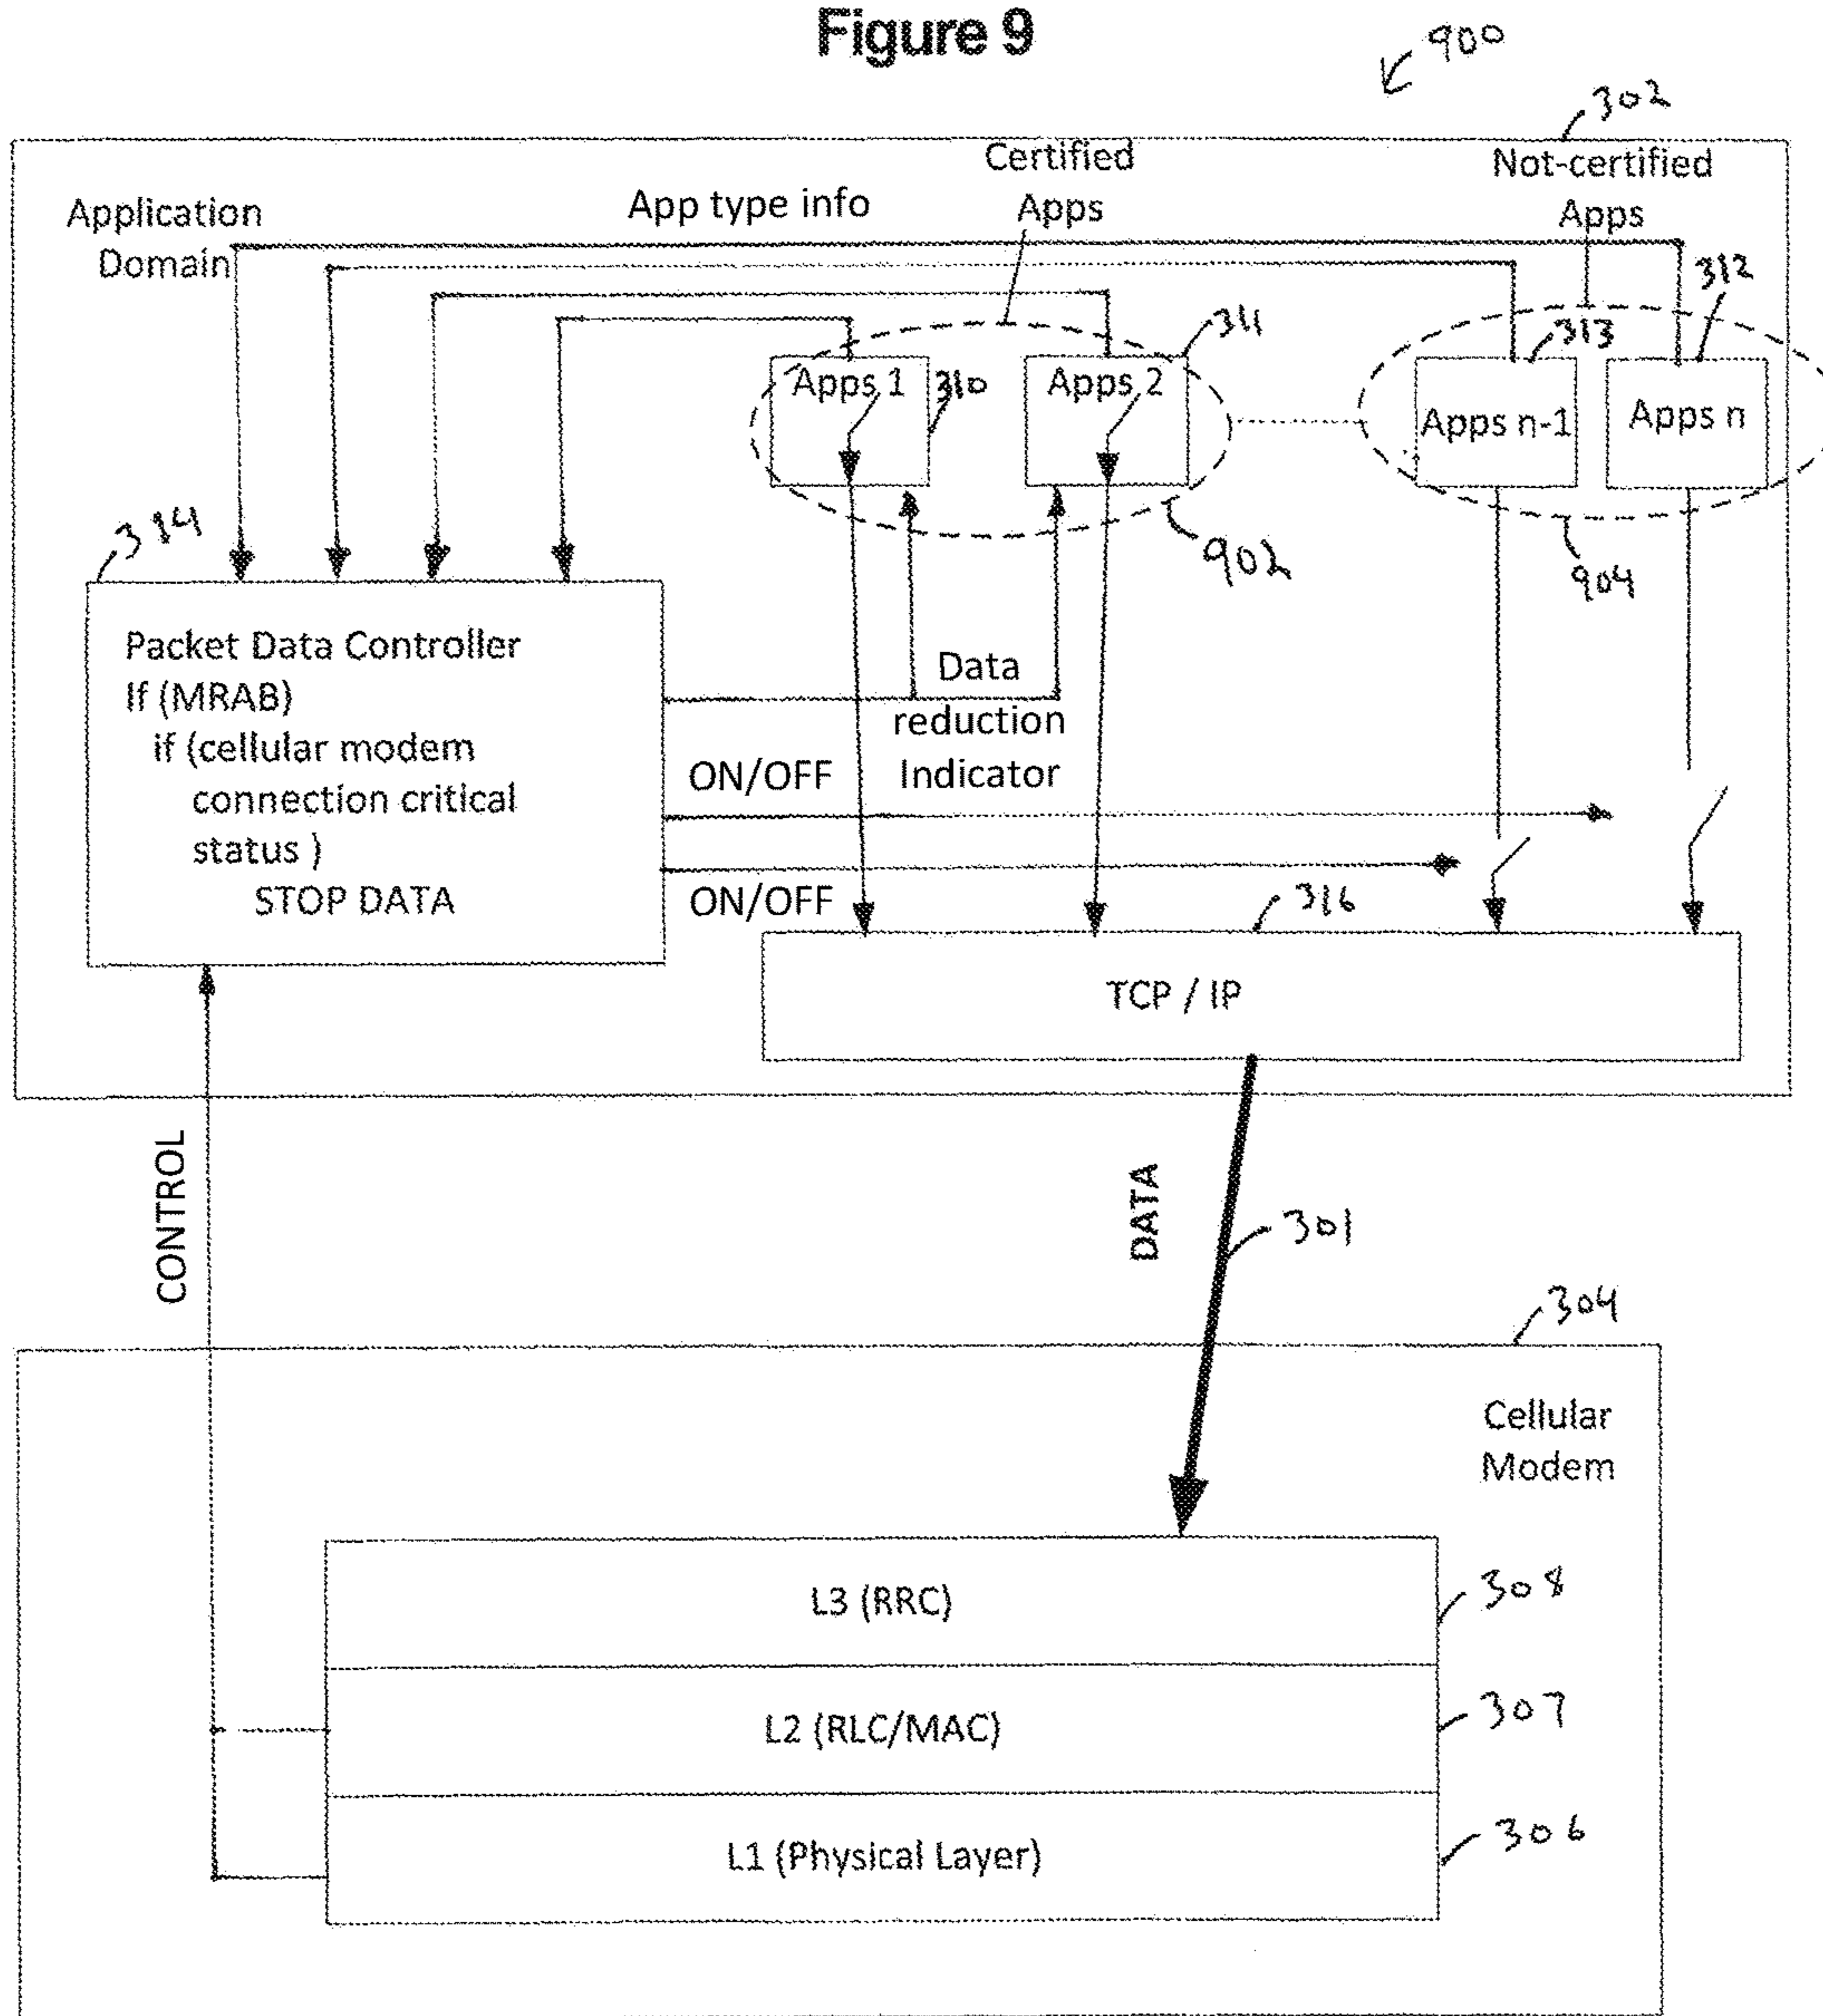 Figure 9
900
302
Certified
Apps
Not-certified
Apps
Application
Domain
App type info
312
311
313
Apps 1
310
Apps 2
Apps n-1
Apps n
314
902
904
Packet Data Controller
If (MRAB)
if (cellular modem
connection critical
status )
STOP DATA
Data
reduction
Indicator
ON/OFF
ON/OFF
316
TCP / IP
CONTROL
DATA
301
304
Cellular
Modem
L3 (RRC)
308
L2 (RLC/MAC)
307
L1 (Physical Layer)
306